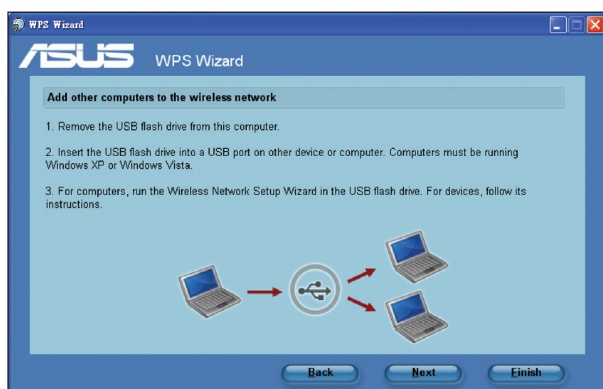 WPS Wizard
ASUS WPS Wizard
Add other computers to the wireless network
1. Remove the USB flash drive from this computer.
2. Insert the USB flash drive into a USB port on other device or computer. Computers must be running
Windows XP or Windows Vista.
3. For computers, run the Wireless Network Setup Wizard in the USB flash drive. For devices, follow its
instructions.
Back Next Finish